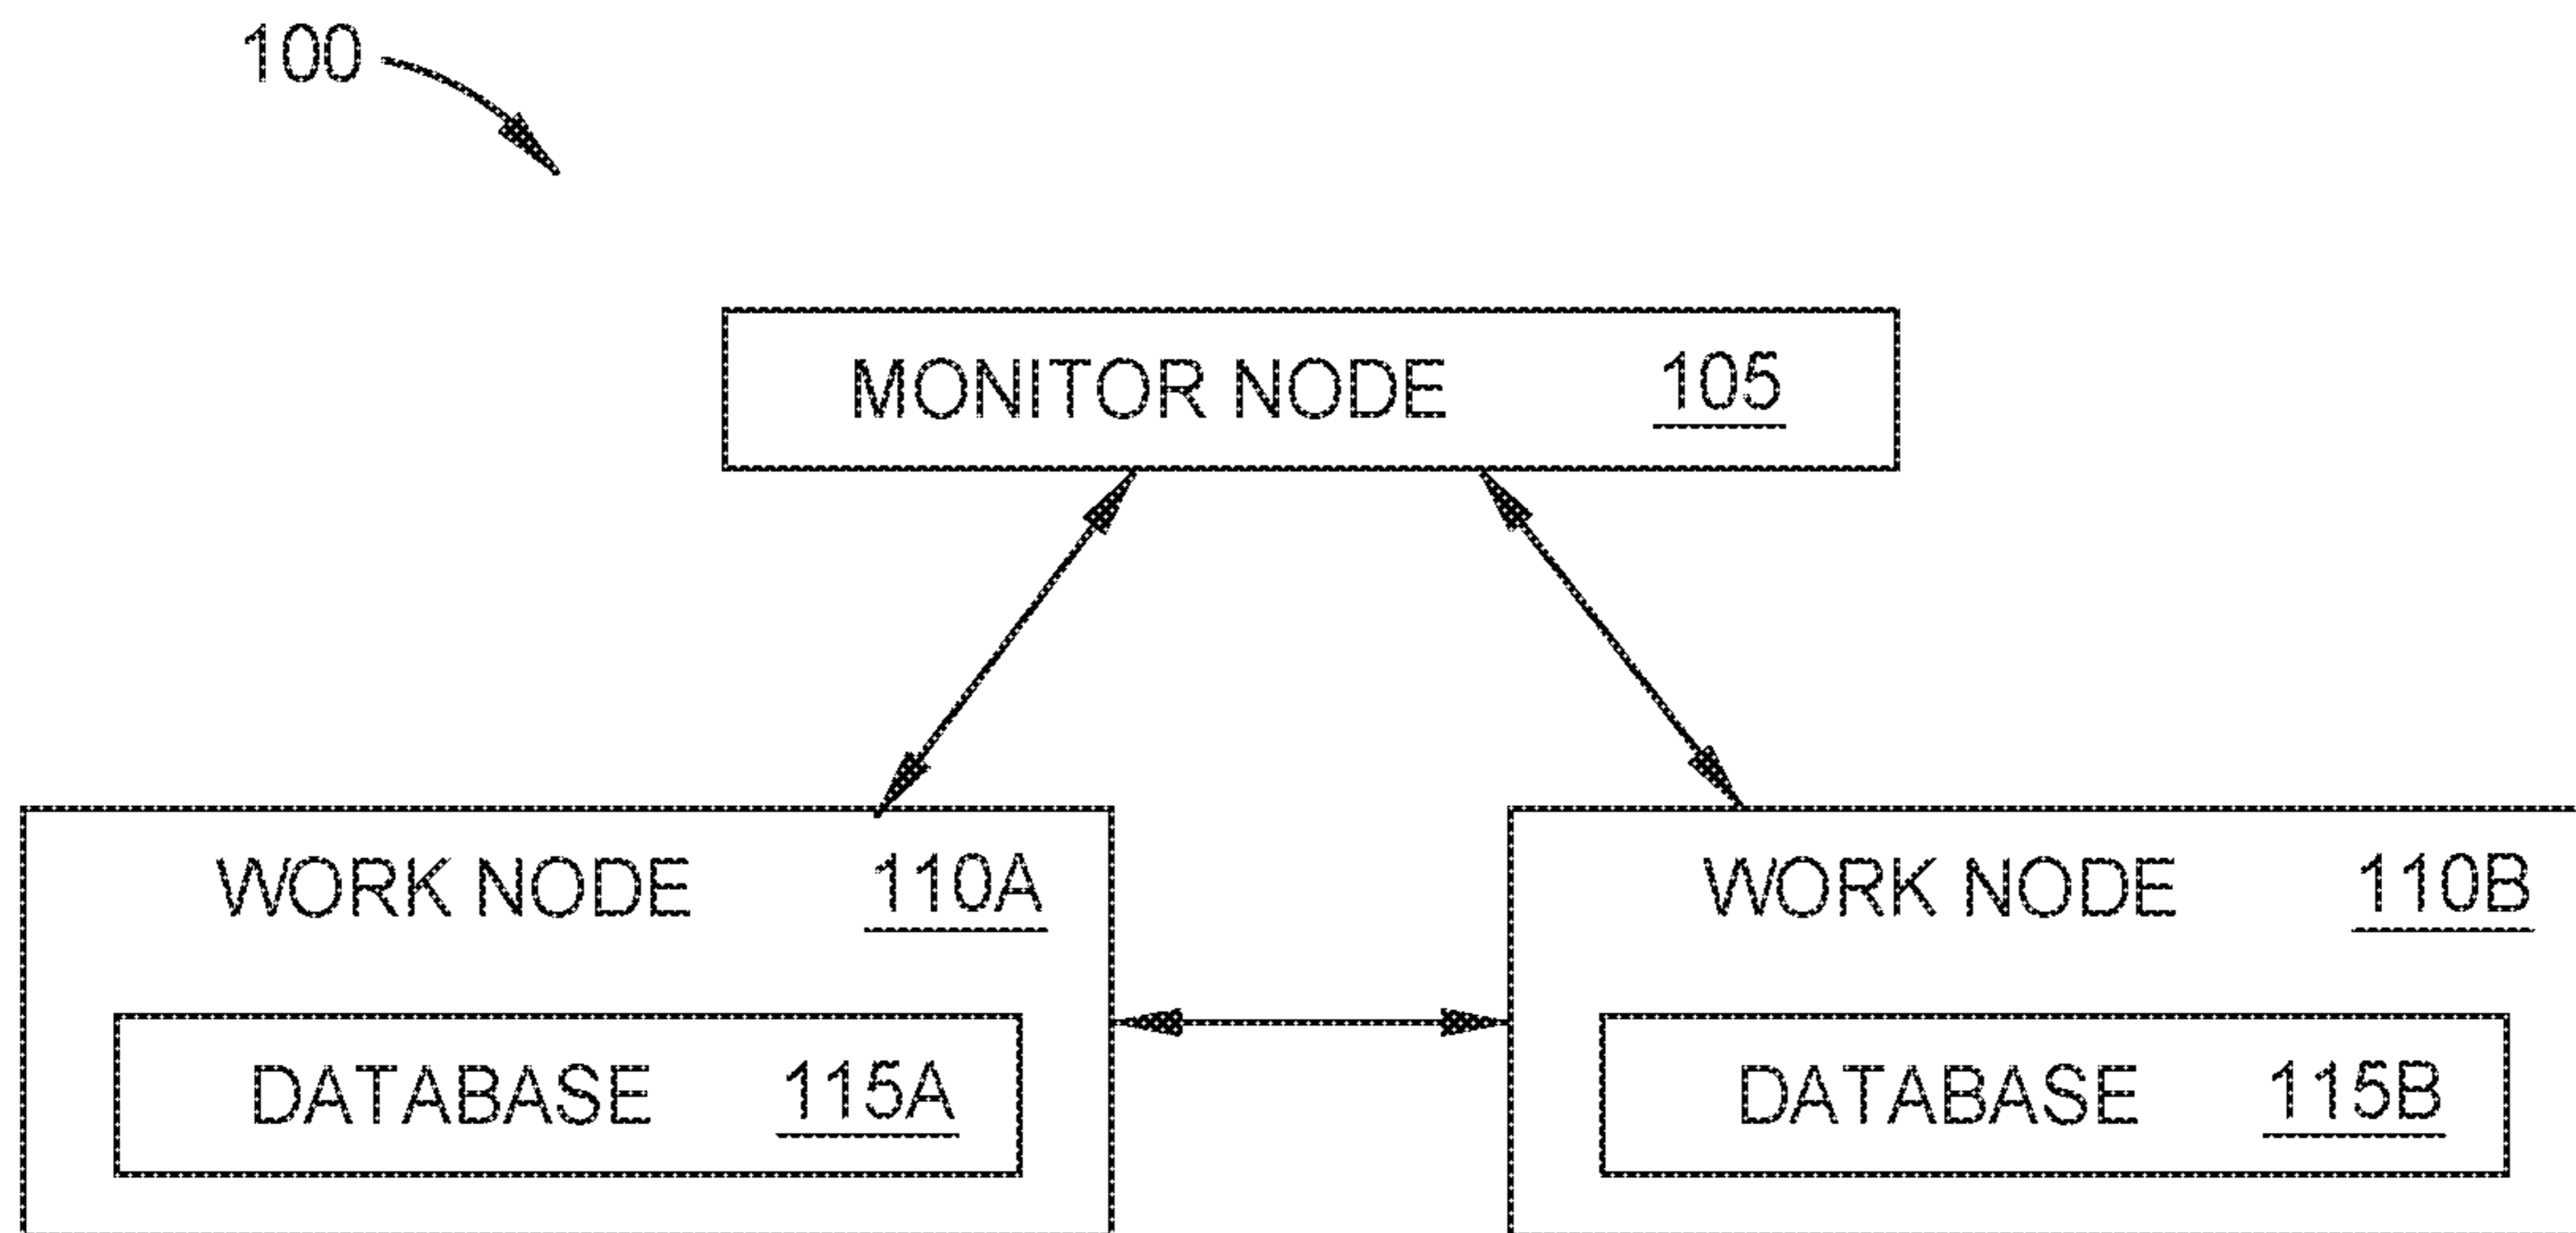 100
MONITOR NODE 105
WORK NODE 110A
WORK NODE 110B
DATABASE 115A
DATABASE 115B